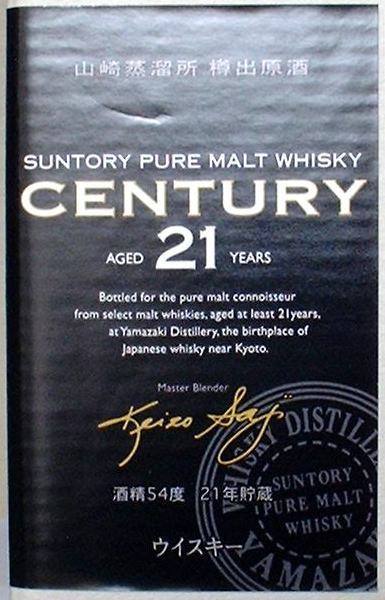 山崎蒸溜所 樽出原酒
SUNTORY PURE MALT WHISKY
CENTURY
AGED 21 YEARS
Bottled for the pure malt connoisseur
from select malt whiskies, aged at least 21years,
at Yamazaki Distillery, the birthplace of
Japanese whisky near Kyoto.
Master Blender
Keizo Saji
WHISKY DISTILLE
SUNTORY
PURE MALT
WHISKY
YAMAZA
酒精54度 21年貯蔵
ウイスキー